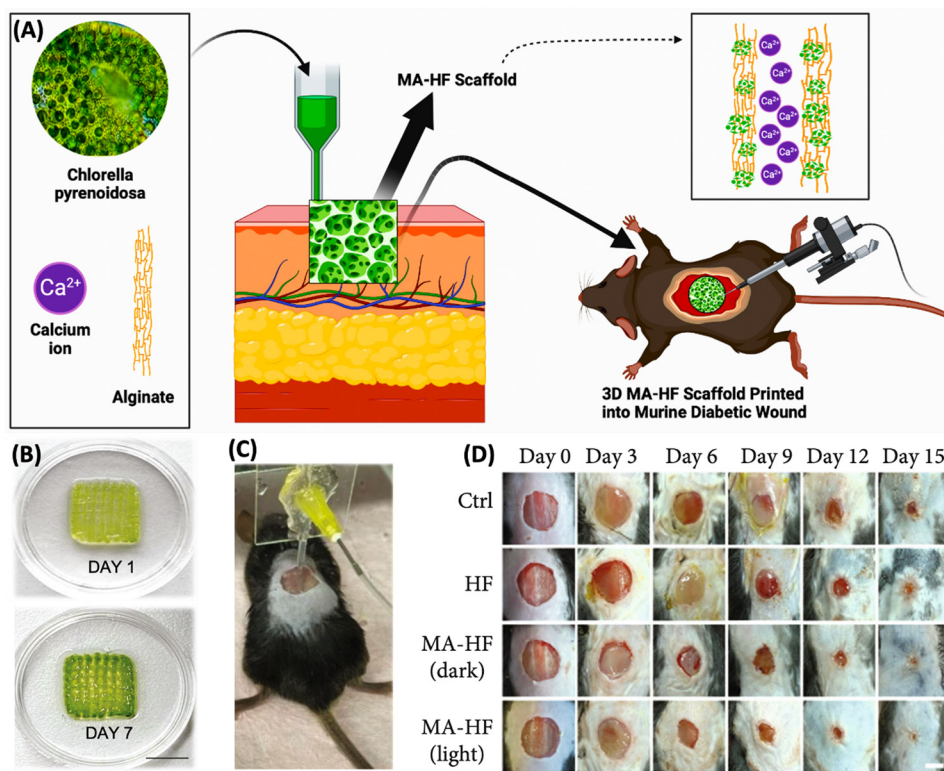 (A)
Chlorella
pyrenoidosa
Ca2+
Calcium
ion
Alginate
MA-HF Scaffold
Ca2+
Ca2+
Ca2+
Ca2+
Ca2+
Ca2+
Ca2+
3D MA-HF Scaffold Printed
into Murine Diabetic Wound
(B)
DAY 1
DAY 7
(C)
(D)
Day 0 Day 3 Day 6 Day 9 Day 12 Day 15
Ctrl
HF
MA-HF
(dark)
MA-HF
(light)